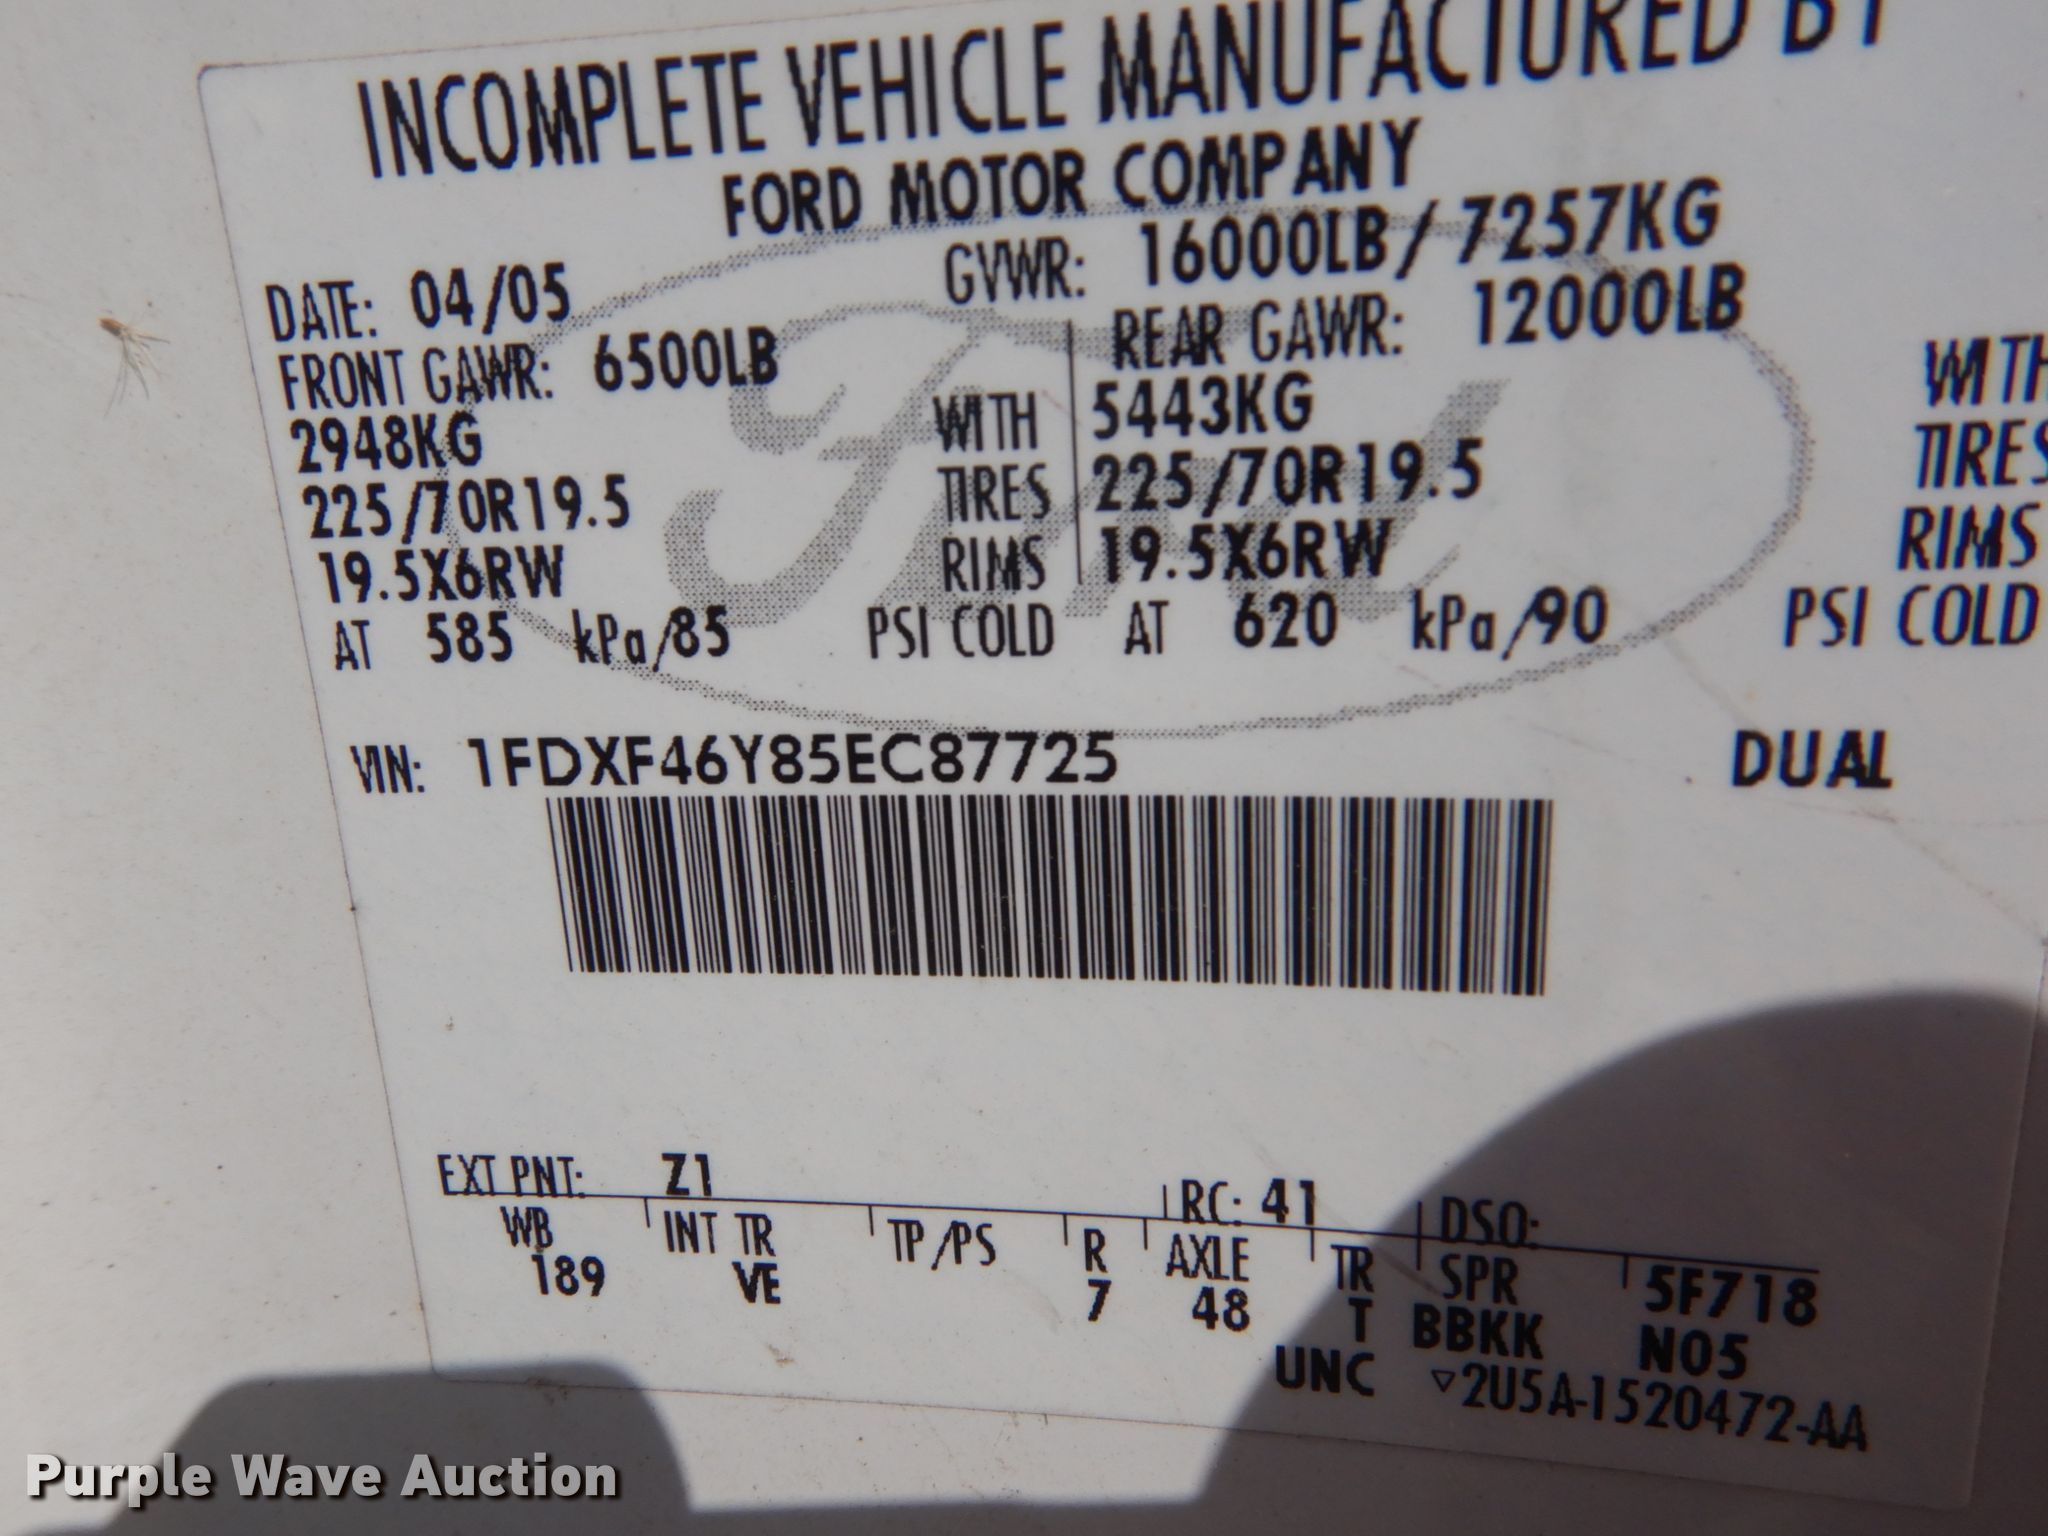 INCOMPLETE VEHICLE MANUFACTURED BY
FORD MOTOR COMPANY
DATE: 04/05 GVWR: 16000LB/ 7257KG
FRONT GAWR: 6500LB REAR GAWR: 12000LB
2948KG WITH 5443KG WITH
225/70R19.5 TIRES 225/70R19.5 TIRES
19.5X6RW RIMS 19.5X6RW RIMS
AT 585 kPa/85 PSI COLD AT 620 kPa/90 PSI COLD
VIN: 1FDXF46Y85EC87725 DUAL
EXT PNT: Z1 RC: 41 DSO:
WB INT TR TP/PS R AXLE TR SPR 5F718
189 VE 7 48 T BBKK N05
UNC ▽2U5A-1520472-AA
Ford
Purple Wave Auction